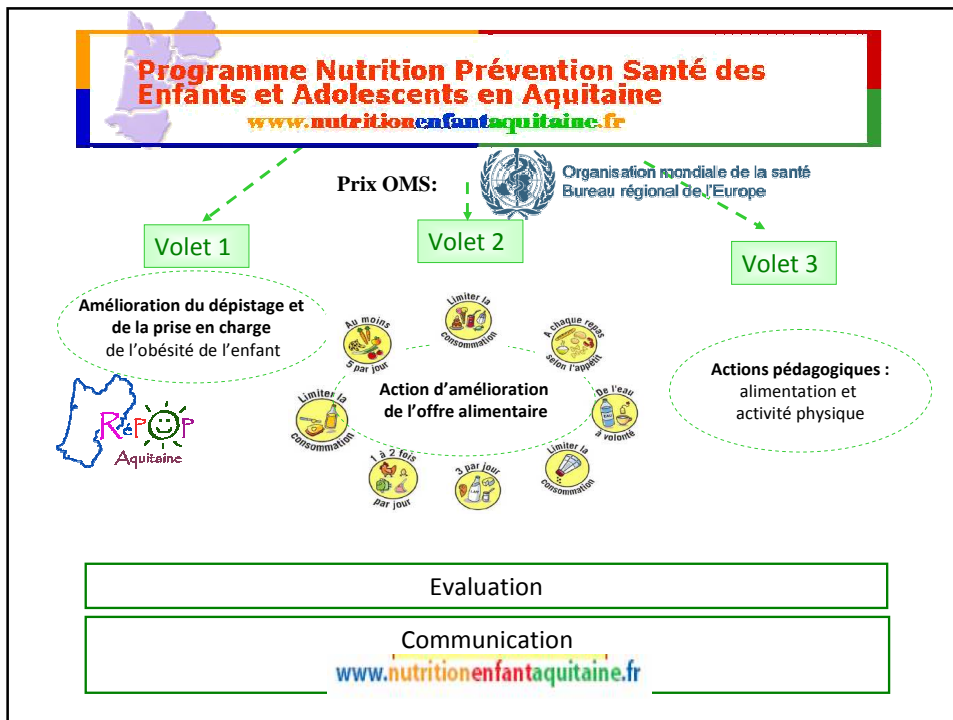 Programme Nutrition Prévention Santé des
Enfants et Adolescents en Aquitaine
www.nutritionenfantaquitaine.fr
Prix OMS:
Organisation mondiale de la santé
Bureau régional de l'Europe
Volet 1
Volet 2
Volet 3
Amélioration du dépistage et
de la prise en charge
de l'obésité de l'enfant
RéPOP
Aquitaine
Limiter la
consommation
Au moins
5 par jour
A chaque repas
selon l'appétit
Limiter la
consommation
Action d'amélioration
de l'offre alimentaire
De l'eau
à volonté
1 à 2 fois
par jour
3 par jour
Limiter la
consommation
Actions pédagogiques :
alimentation et
activité physique
Evaluation
Communication
www.nutritionenfantaquitaine.fr